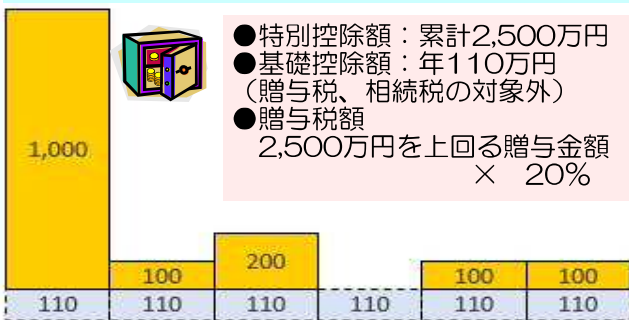 ●特別控除額：累計2,500万円
●基礎控除額：年110万円
（贈与税、相続税の対象外）
●贈与税額
2,500万円を上回る贈与金額
×　20％
1,000
100
200
100
100
110
110
110
110
110
110